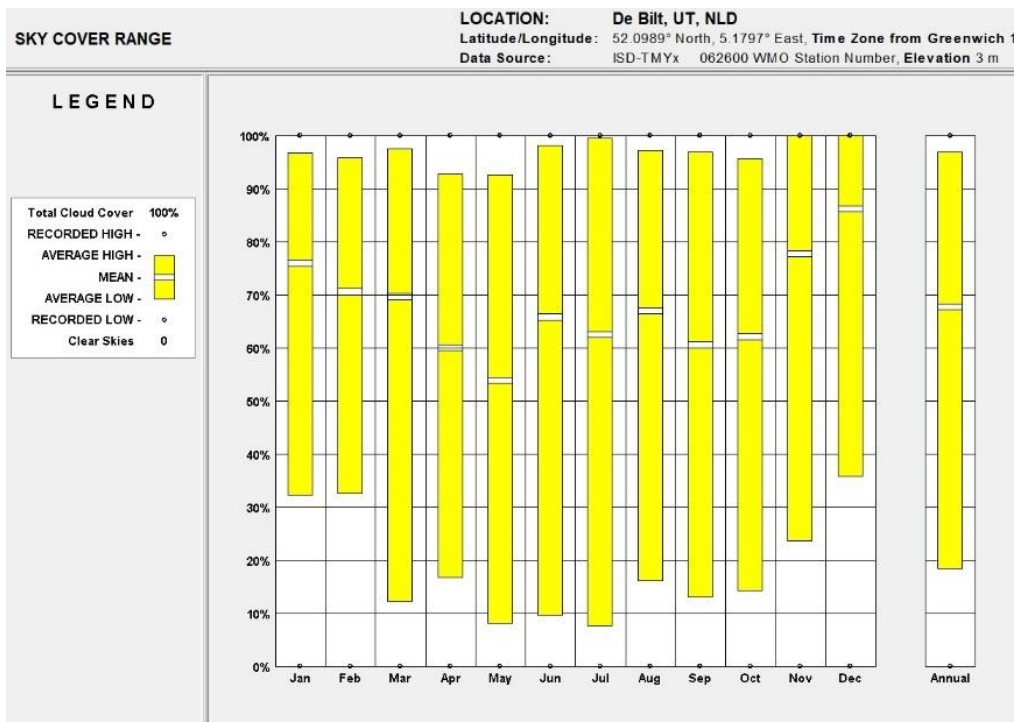 SKY COVER RANGE
LOCATION: De Bilt, UT, NLD
Latitude/Longitude: 52.0989° North, 5.1797° East, Time Zone from Greenwich 1
Data Source: ISD-TMYx 062600 WMO Station Number, Elevation 3 m
LEGEND
Total Cloud Cover 100%
RECORDED HIGH -
AVERAGE HIGH -
MEAN -
AVERAGE LOW -
RECORDED LOW -
Clear Skies 0
100%
90%
80%
70%
60%
50%
40%
30%
20%
10%
0%
Jan Feb Mar Apr May Jun Jul Aug Sep Oct Nov Dec Annual